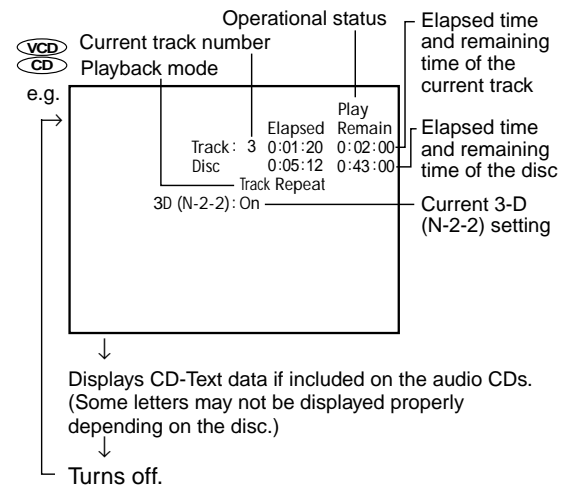 Operational status
Elapsed time
and remaining
time of the
current track
VCD
CD
Current track number
Playback mode
e.g.
Play
Elapsed Remain
Track: 3 0:01:20 0:02:00
Disc 0:05:12 0:43:00
Track Repeat
3D (N-2-2): On
Elapsed time
and remaining
time of the disc
Current 3-D
(N-2-2) setting
Displays CD-Text data if included on the audio CDs.
(Some letters may not be displayed properly
depending on the disc.)
Turns off.